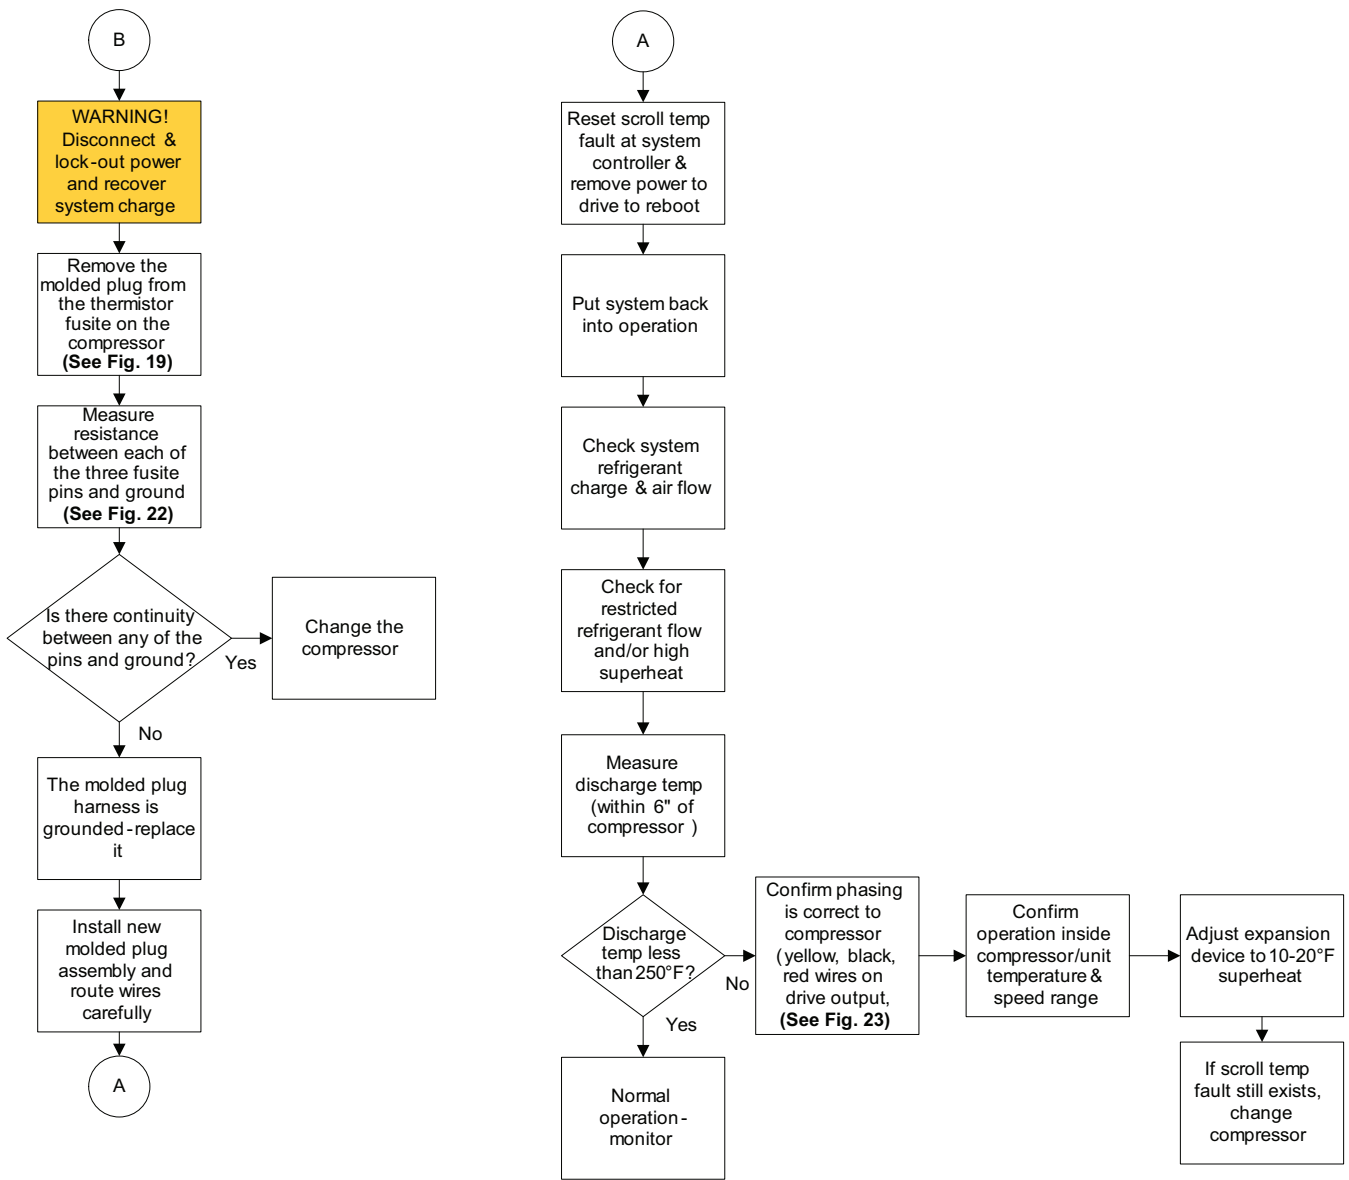 B
WARNING!
Disconnect &
lock-out power
and recover
system charge
Remove the
molded plug from
the thermistor
fusite on the
compressor
(See Fig. 19)
Measure
resistance
between each of
the three fusite
pins and ground
(See Fig. 22)
Is there continuity
between any of the
pins and ground?
Yes
Change the
compressor
No
The molded plug
harness is
grounded-replace
it
Install new
molded plug
assembly and
route wires
carefully
A
A
Reset scroll temp
fault at system
controller &
remove power to
drive to reboot
Put system back
into operation
Check system
refrigerant
charge & air flow
Check for
restricted
refrigerant flow
and/or high
superheat
Measure
discharge temp
(within 6" of
compressor )
Discharge
temp less
than 250°F?
No
Yes
Normal
operation-
monitor
Confirm phasing
is correct to
compressor
(yellow, black,
red wires on
drive output,
(See Fig. 23)
Confirm
operation inside
compressor/unit
temperature &
speed range
Adjust expansion
device to 10-20°F
superheat
If scroll temp
fault still exists,
change
compressor